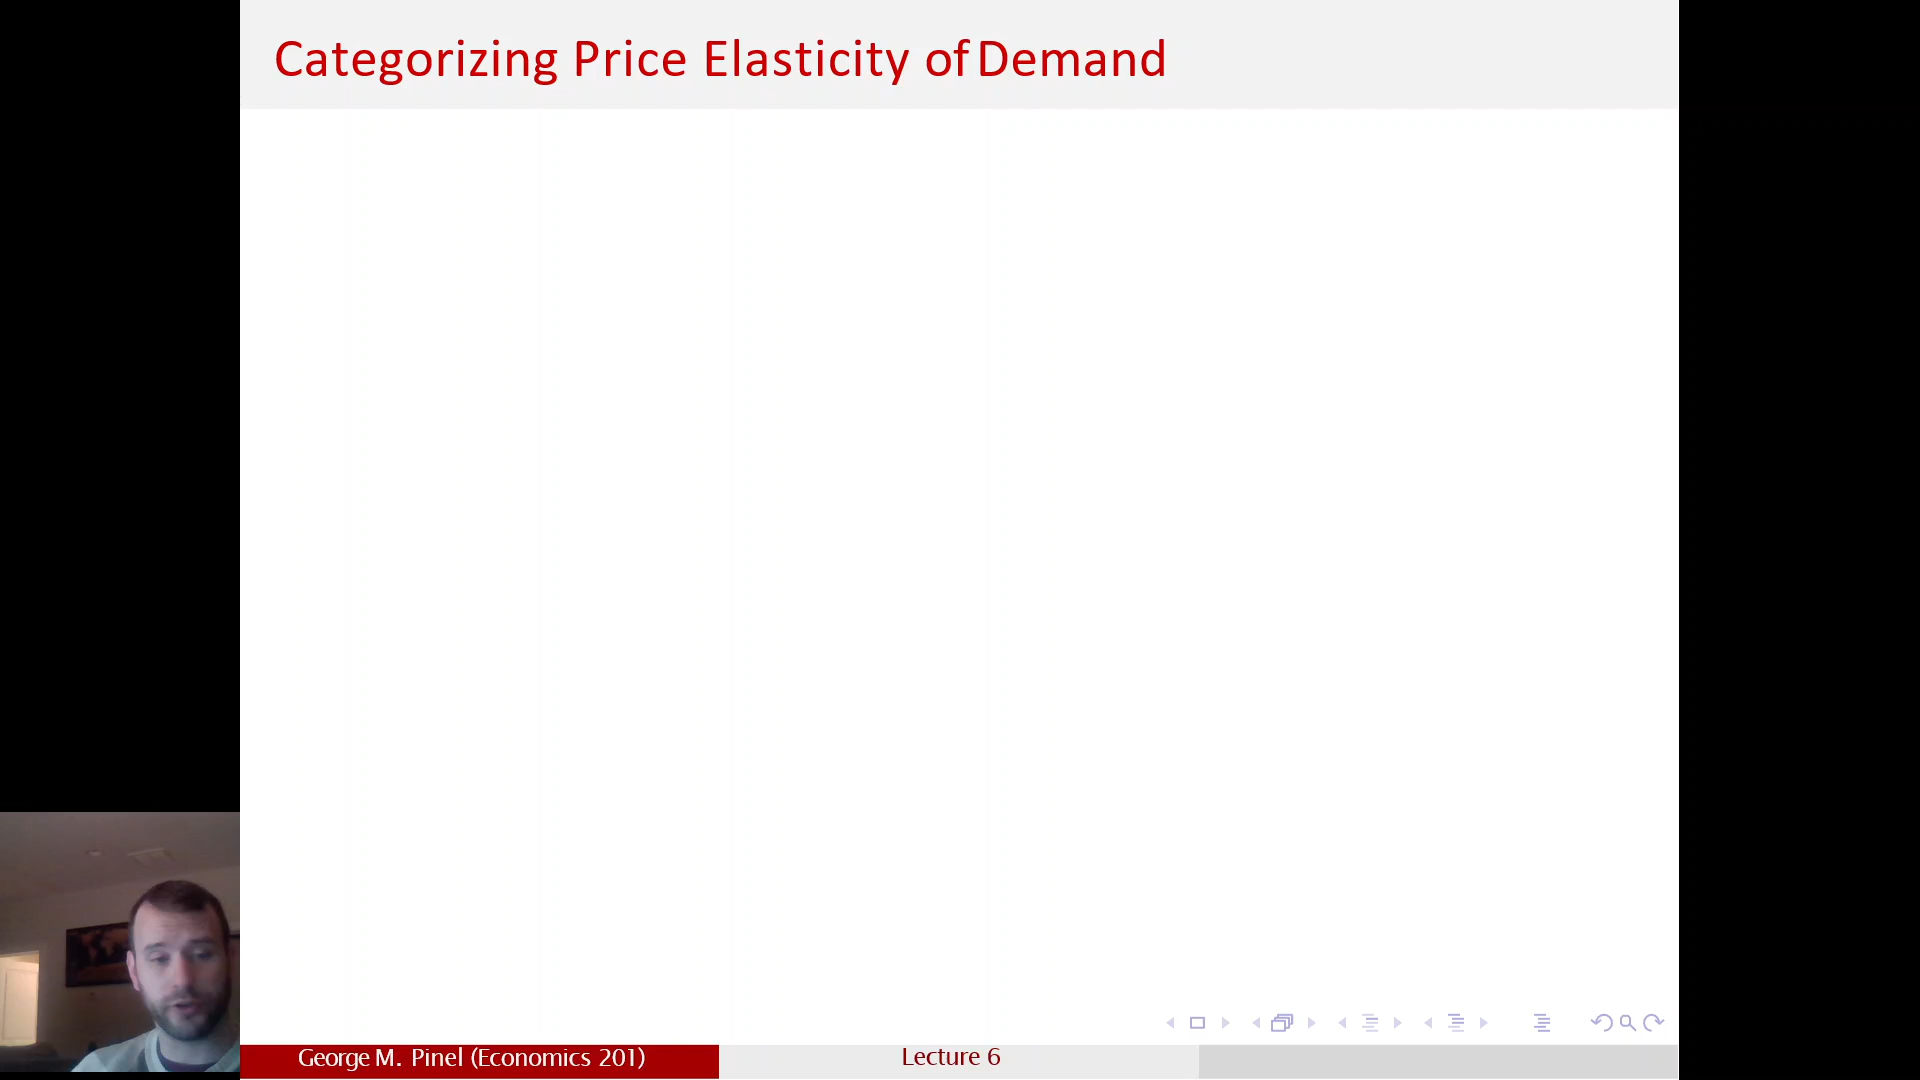 Categorizing Price Elasticity of Demand
George M. Pinel (Economics 201)
Lecture 6